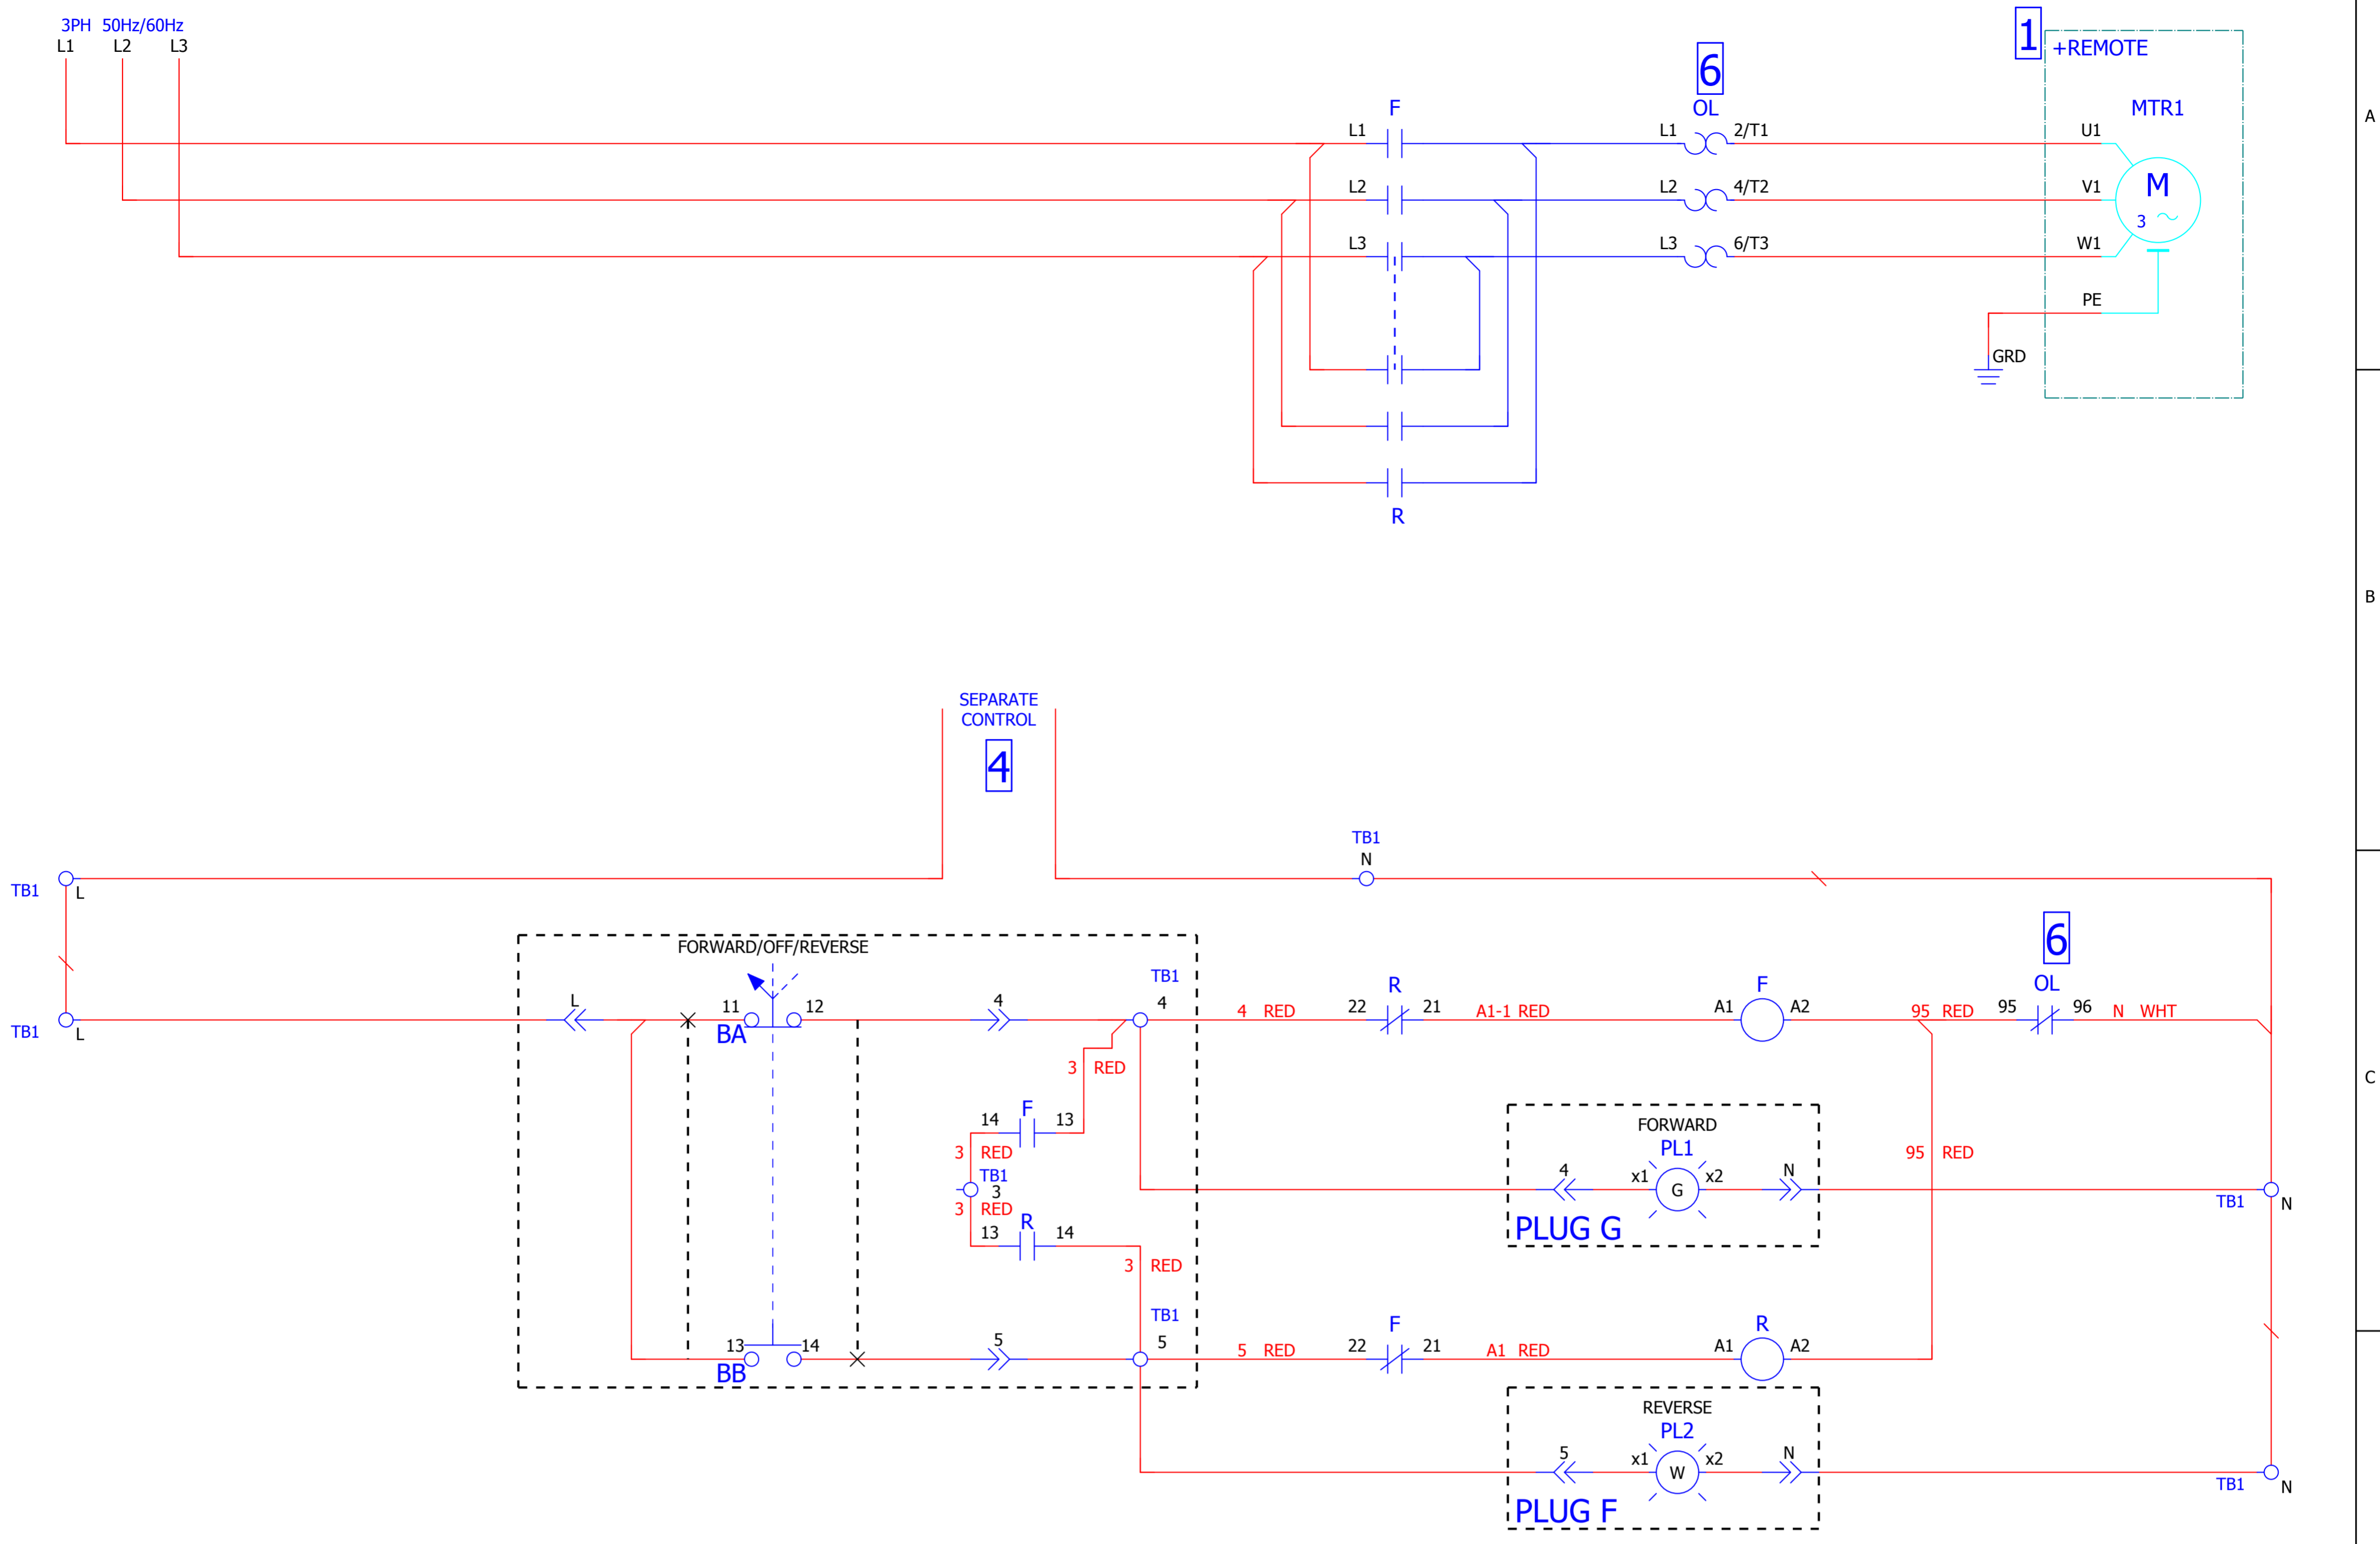 3PH 50Hz/60Hz
L1 L2 L3
1
+REMOTE
6
OL
F
MTR1
A
L1
L1 2/T1
U1
L2
L2 4/T2
V1
M
3
L3
L3 6/T3
W1
PE
GRD
R
B
SEPARATE
CONTROL
4
TB1
N
TB1 L
FORWARD/OFF/REVERSE
6
TB1
R
F
OL
L
11 12
4
4
4 RED
22 21
A1-1 RED
A1 A2
95 RED
95 96
N WHT
TB1 L
BA
3 RED
C
F
14 13
FORWARD
PL1
3 RED
95 RED
TB1
3
4
x1 G x2
N
3 RED
TB1 N
R
13 14
PLUG G
3 RED
TB1
F
R
13 14
5
5
5 RED
22 21
A1 RED
A1 A2
BB
REVERSE
PL2
5
x1 W x2
N
TB1 N
PLUG F